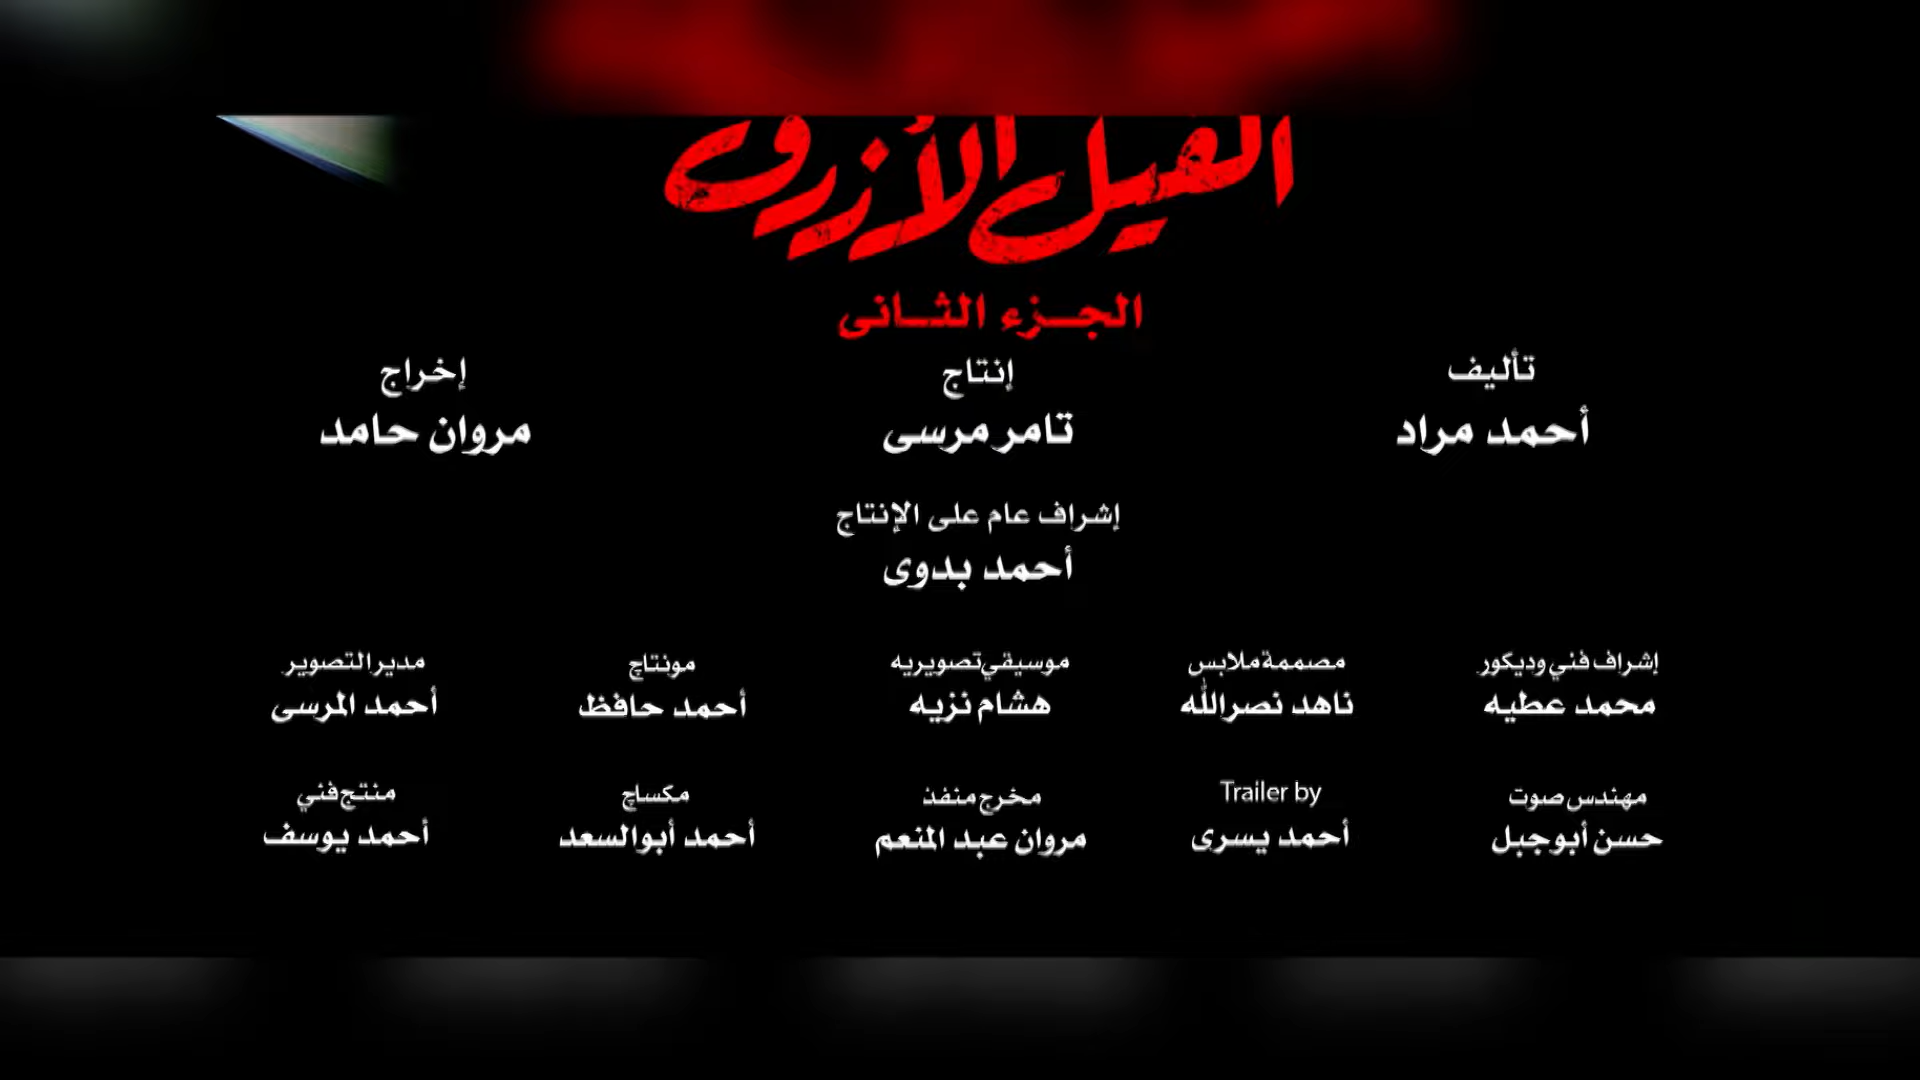 الفيل الأزرق
الجزء الثانى
تأليف
أحمد مراد
إنتاج
تامر مرسى
إخراج
مروان حامد
إشراف عام على الإنتاج
أحمد بدوى
إشراف فني وديكور
محمد عطيه
مصممة ملابس
ناهد نصرالله
موسيقي تصويريه
هشام نزيه
مونتاچ
أحمد حافظ
مدير التصوير
أحمد المرسى
مهندس صوت
حسن أبوجبل
Trailer by
أحمد يسرى
مخرج منفذ
مروان عبد المنعم
مكساچ
أحمد أبوالسعد
منتج فني
أحمد يوسف